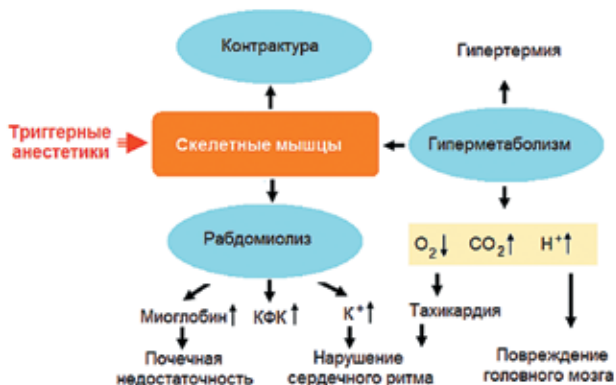 Контрактура
Гипертермия
Триггерные
анестетики
Скелетные мышцы
Гиперметаболизм
Рабдомиолиз
O₂↓ CO₂↑ H⁺↑
Миоглобин↑ КФК↑ K⁺↑ Тахикардия
Почечная
недостаточность
Нарушение
сердечного ритма
Повреждение
головного мозга